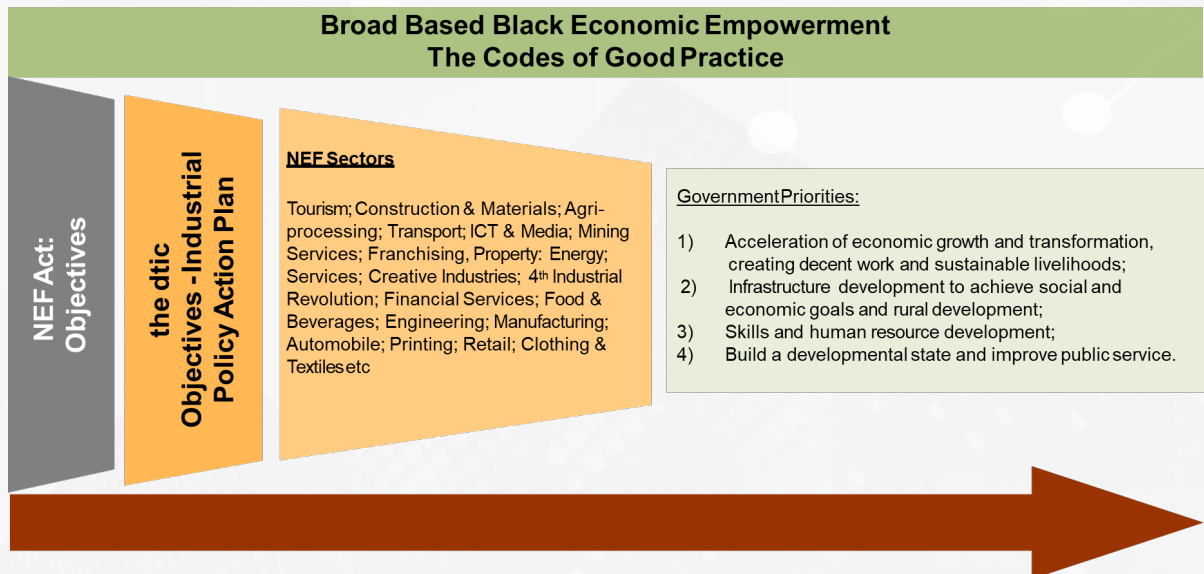 Broad Based Black Economic Empowerment
The Codes of Good Practice
NEF Act:
Objectives
the dtic
Objectives -Industrial
Policy Action Plan
NEF Sectors
Tourism; Construction & Materials; Agri-
processing; Transport; ICT & Media; Mining
Services; Franchising, Property: Energy;
Services; Creative Industries; 4th Industrial
Revolution; Financial Services; Food &
Beverages; Engineering; Manufacturing;
Automobile; Printing; Retail; Clothing &
Textiles etc
Government Priorities:
1) Acceleration of economic growth and transformation,
creating decent work and sustainable livelihoods;
2) Infrastructure development to achieve social and
economic goals and rural development;
3) Skills and human resource development;
4) Build a developmental state and improve public service.